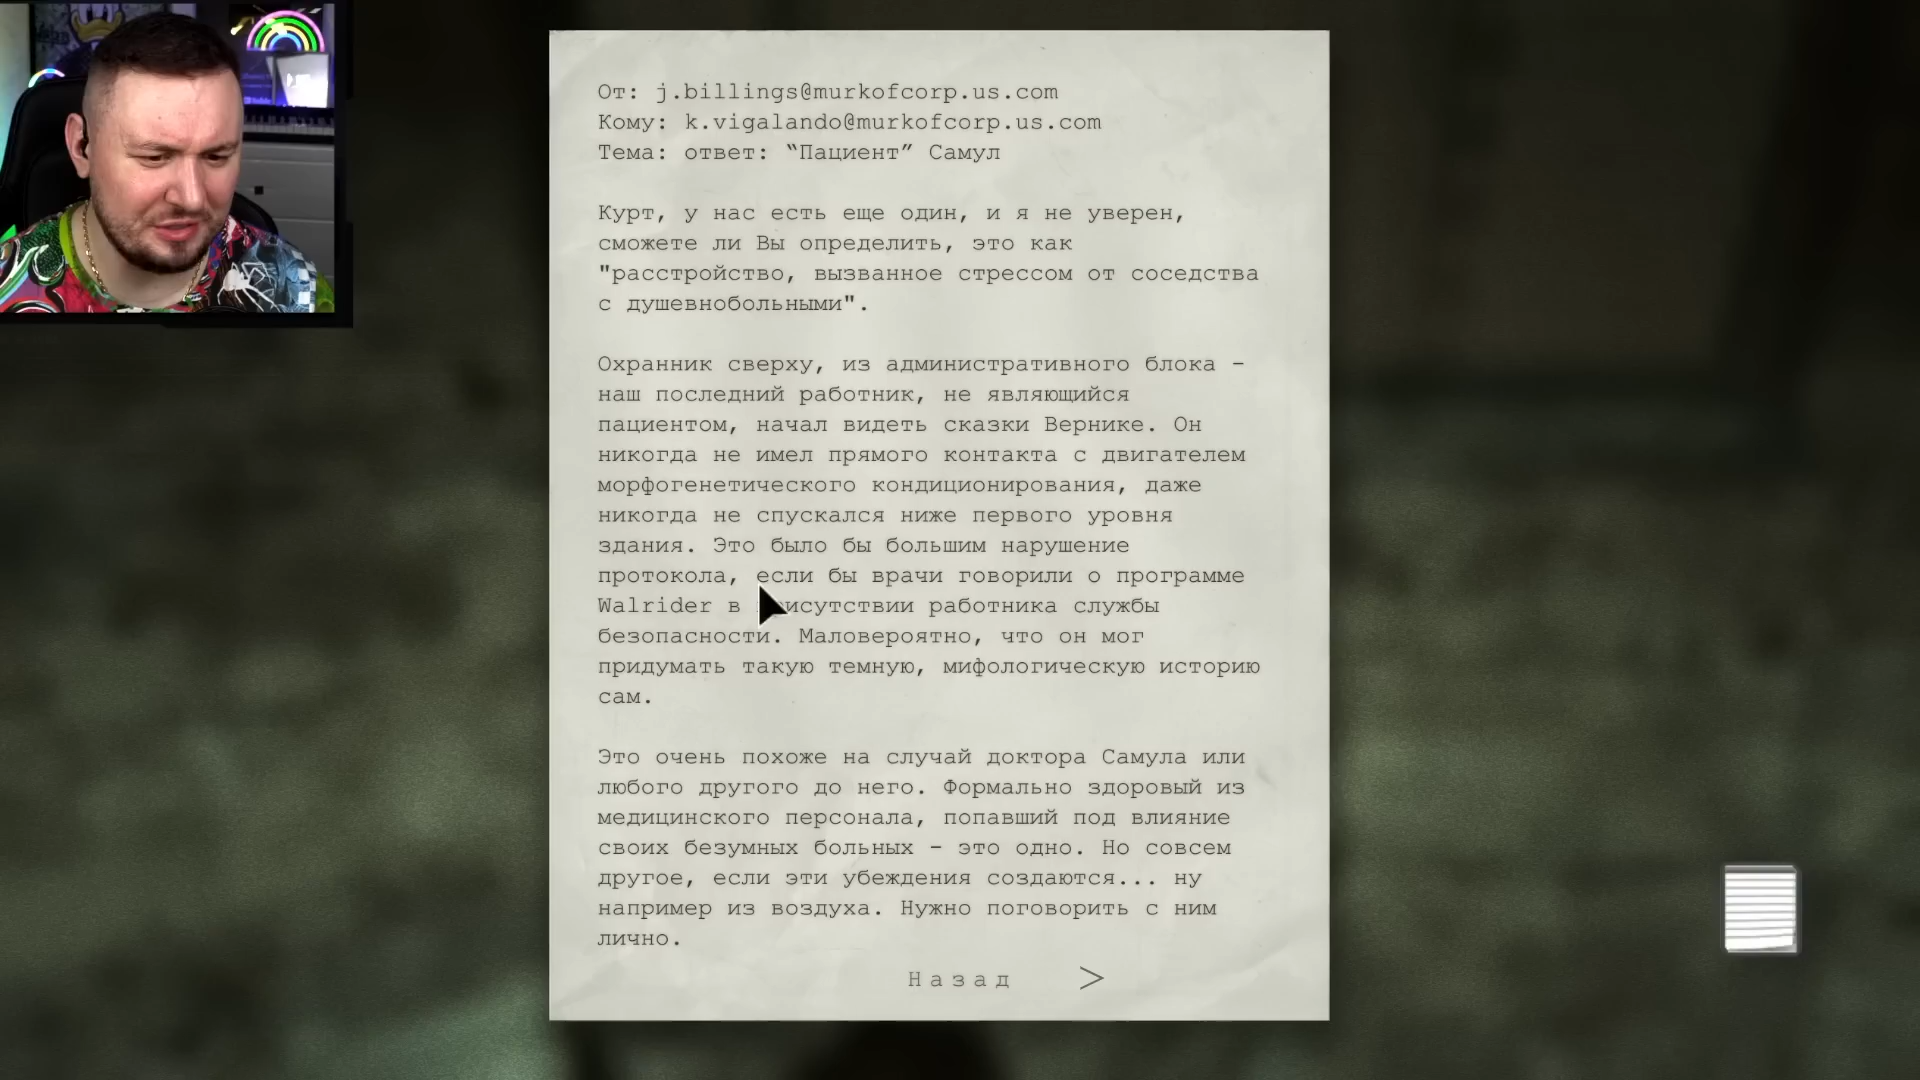 От: j.billings@murkofcorp.us.com
Кому: k.vigalando@murkofcorp.us.com
Тема: ответ: “Пациент” Самул
Курт, у нас есть еще один, и я не уверен,
сможете ли Вы определить, это как
"расстройство, вызванное стрессом от соседства
с душевнобольными".
Охранник сверху, из административного блока -
наш последний работник, не являющийся
пациентом, начал видеть сказки Вернике. Он
никогда не имел прямого контакта с двигателем
морфогенетического кондиционирования, даже
никогда не спускался ниже первого уровня
здания. Это было бы большим нарушение
протокола, если бы врачи говорили о программе
Walrider в присутствии работника службы
безопасности. Маловероятно, что он мог
придумать такую темную, мифологическую историю
сам.
Это очень похоже на случай доктора Самула или
любого другого до него. Формально здоровый из
медицинского персонала, попавший под влияние
своих безумных больных - это одно. Но совсем
другое, если эти убеждения создаются... ну
например из воздуха. Нужно поговорить с ним
лично.
Назад >